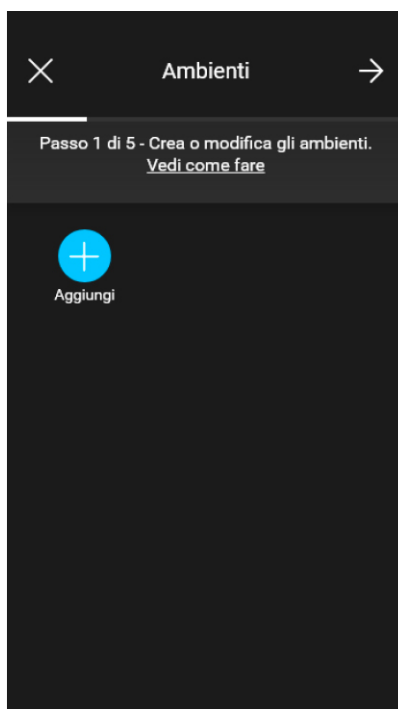 Ambienti
Passo 1 di 5 - Crea o modifica gli ambienti.
Vedi come fare
Aggiungi